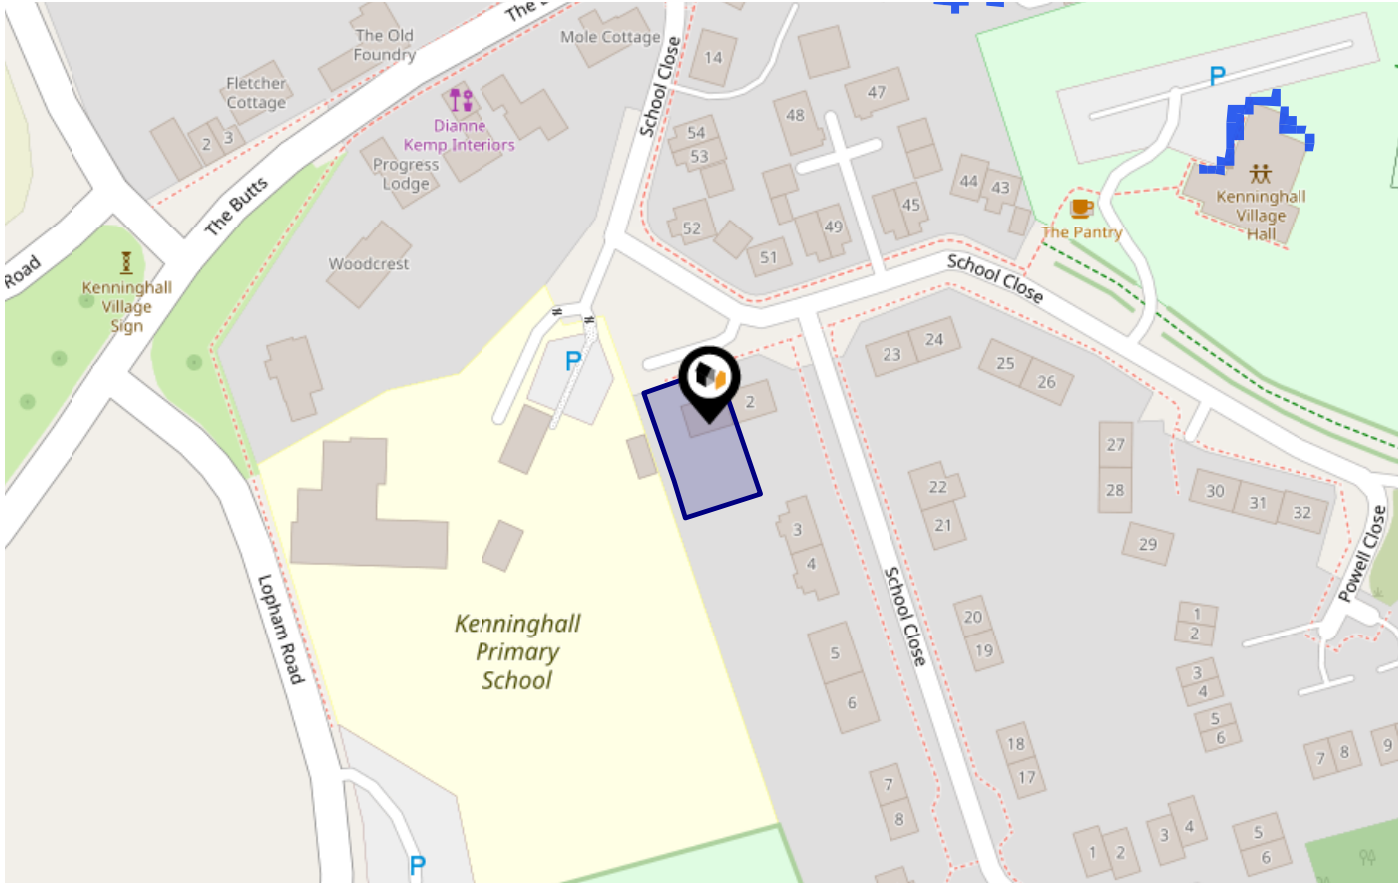 The
The Old
Foundry
Mole Cottage
School Close
14
Fletcher
Cottage
2
3
Dianne
Kemp Interiors
Progress
Lodge
The Butts
54
53
52
48
47
49
51
45
44
43
P
Kenninghall
Village
Hall
The Pantry
Road
Kenninghall
Village
Sign
Woodcrest
School Close
P
2
23
24
25
26
27
28
29
30
31
32
22
21
3
4
School Close
20
19
Powell Close
1
2
3
4
5
6
7
8
9
Lopham Road
Kenninghall
Primary
School
5
6
7
8
18
17
1
2
3
4
5
6
P